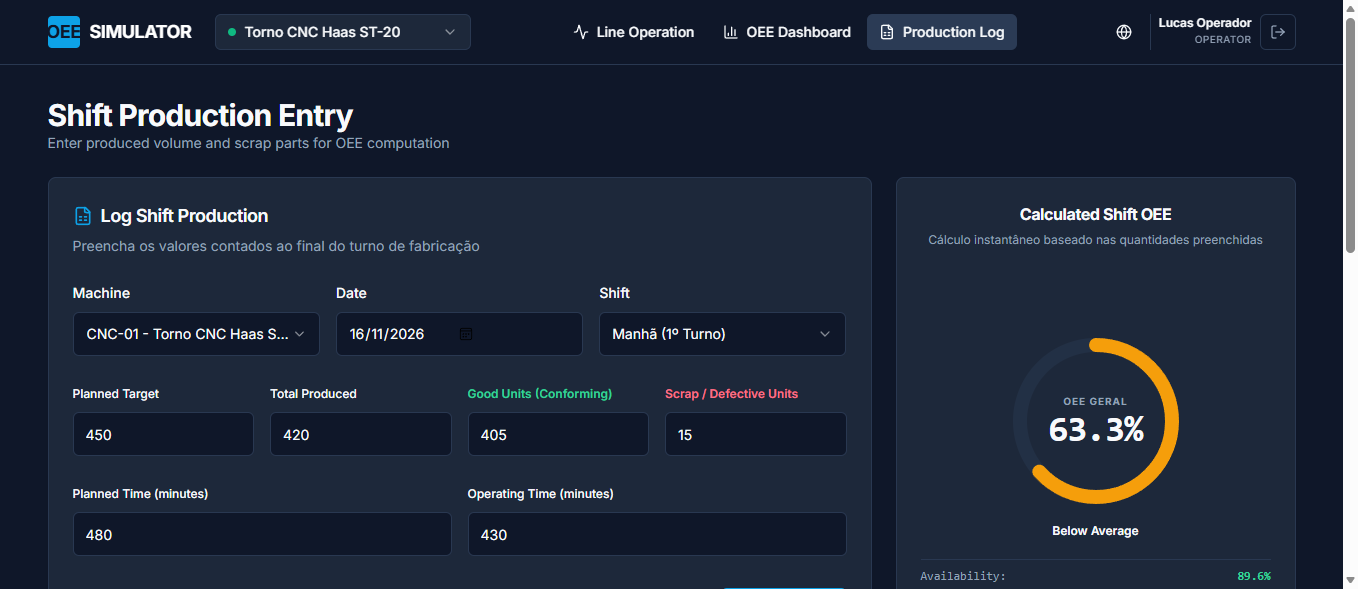 OEE SIMULATOR
Torno CNC Haas ST-20
Line Operation
OEE Dashboard
Production Log
Lucas Operador
OPERATOR
Shift Production Entry
Enter produced volume and scrap parts for OEE computation
Log Shift Production
Preencha os valores contados ao final do turno de fabricação
Machine
Date
Shift
CNC-01 - Torno CNC Haas S...
16/11/2026
Manhã (1º Turno)
Planned Target
Total Produced
Good Units (Conforming)
Scrap / Defective Units
450
420
405
15
Planned Time (minutes)
Operating Time (minutes)
480
430
Calculated Shift OEE
Cálculo instantâneo baseado nas quantidades preenchidas
OEE GERAL
63.3%
Below Average
Availability:
89.6%